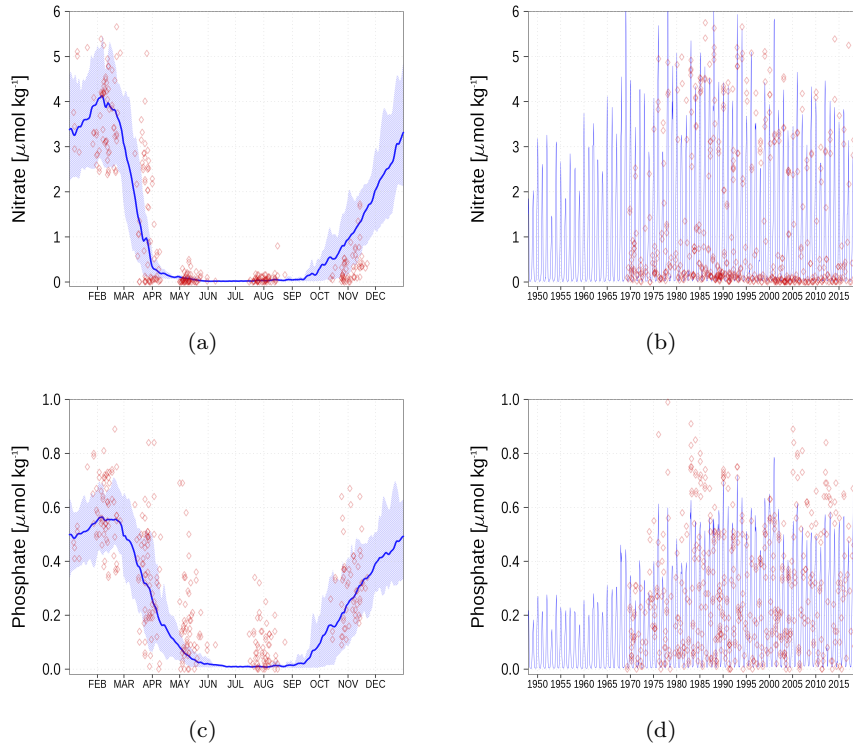 6
5
4
3
2
1
0
Nitrate [μmol kg⁻¹]
FEB MAR APR MAY JUN JUL AUG SEP OCT NOV DEC
(a)
6
5
4
3
2
1
0
Nitrate [μmol kg⁻¹]
1950 1955 1960 1965 1970 1975 1980 1985 1990 1995 2000 2005 2010 2015
(b)
1.0
0.8
0.6
0.4
0.2
0.0
Phosphate [μmol kg⁻¹]
FEB MAR APR MAY JUN JUL AUG SEP OCT NOV DEC
(c)
1.0
0.8
0.6
0.4
0.2
0.0
Phosphate [μmol kg⁻¹]
1950 1955 1960 1965 1970 1975 1980 1985 1990 1995 2000 2005 2010 2015
(d)